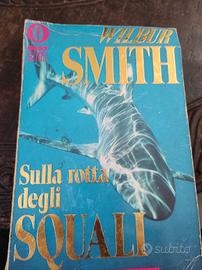 WILBUR
SMITH
Sulla rotta
degli
SQUALI
subito